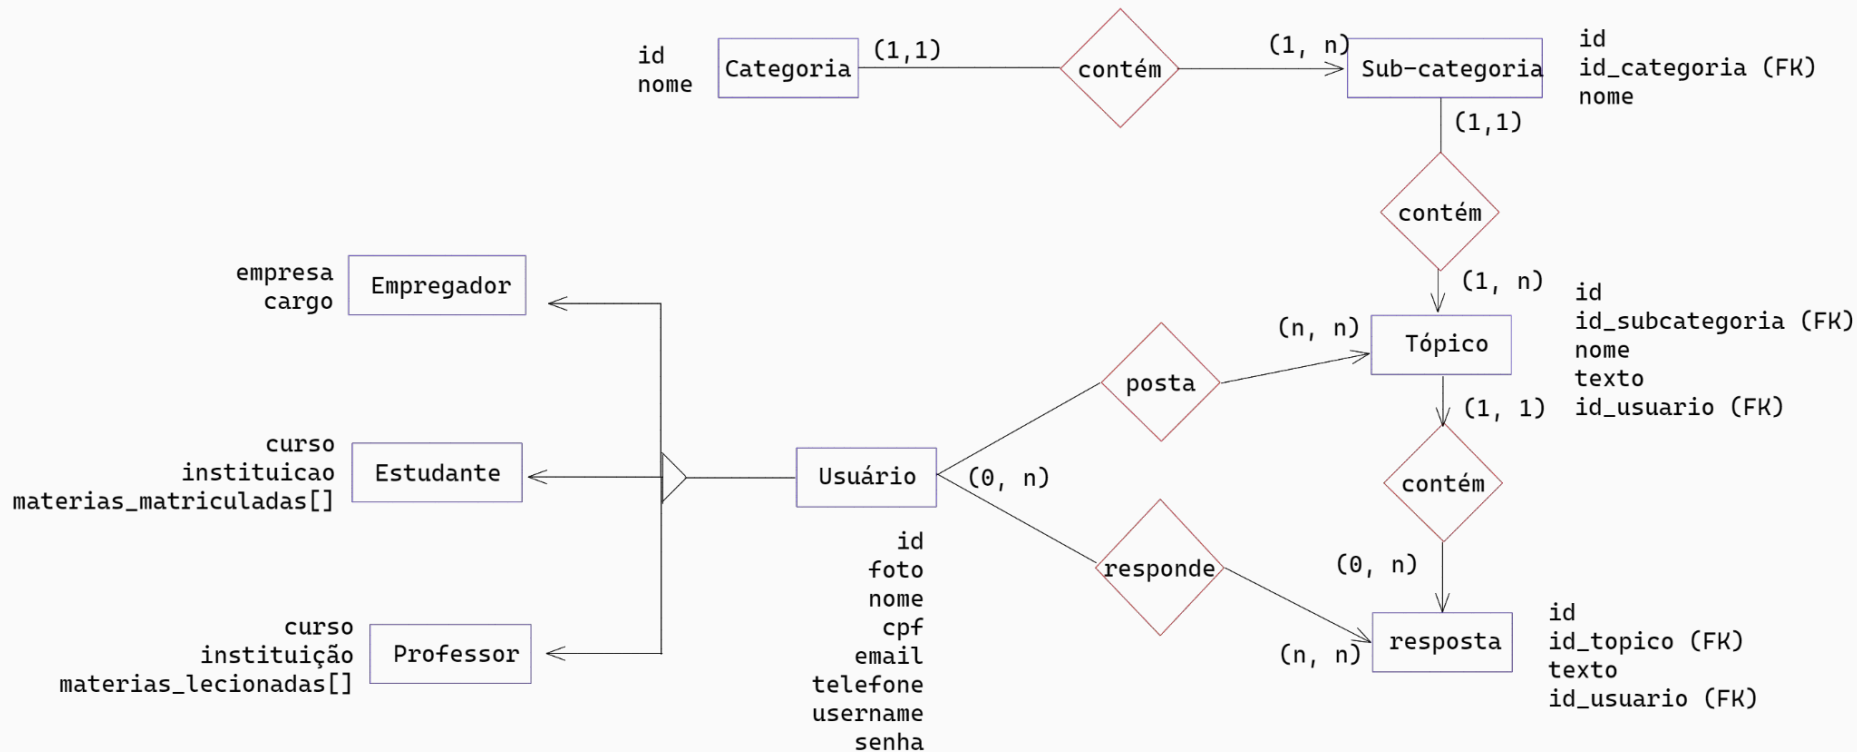 id
nome
Categoria
(1,1)
contém
(1, n)
Sub-categoria
id
id_categoria (FK)
nome
(1,1)
contém
(1, n)
empresa
cargo
Empregador
curso
instituicao
materias_matriculadas[]
Estudante
curso
instituição
materias_lecionadas[]
Professor
Usuário
(0, n)
id
foto
nome
cpf
email
telefone
username
senha
posta
(n, n)
Tópico
id
id_subcategoria (FK)
nome
texto
id_usuario (FK)
(1, 1)
contém
(0, n)
responde
(n, n)
resposta
id
id_topico (FK)
texto
id_usuario (FK)